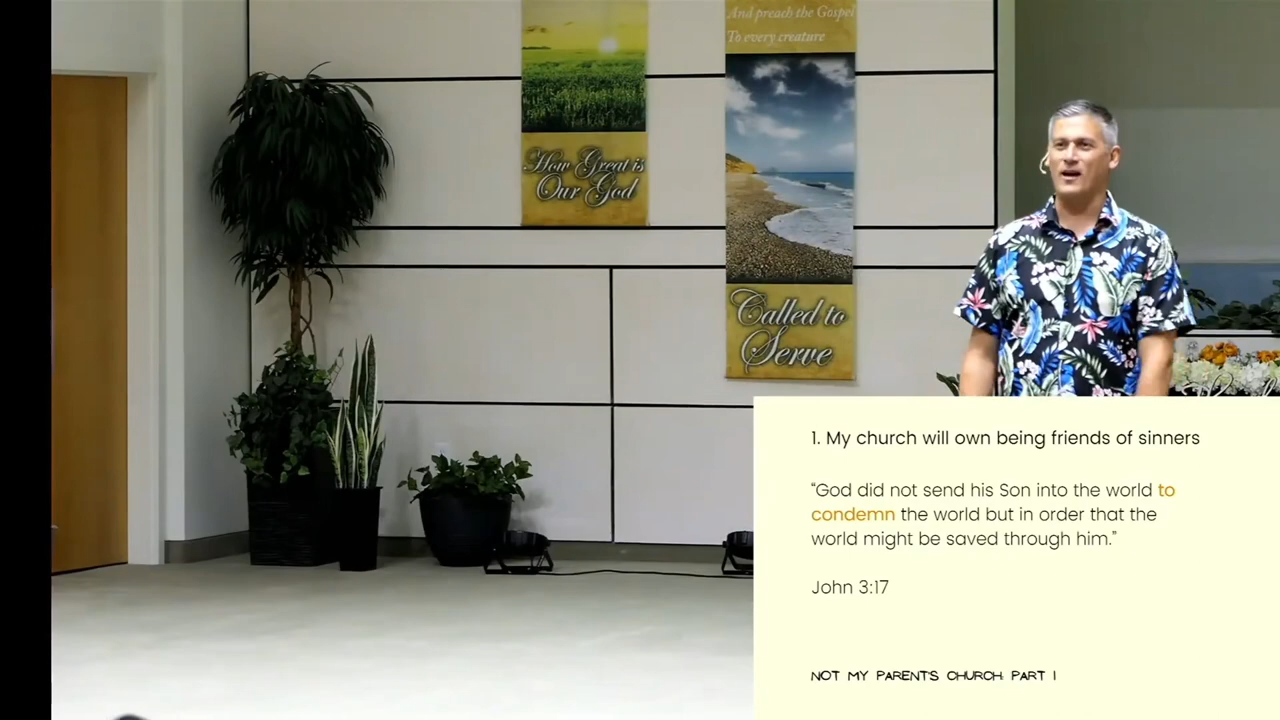 And preach the Gospel
To every creature
How Great is
Our God
Called to
Serve
1. My church will own being friends of sinners
“God did not send his Son into the world to
condemn the world but in order that the
world might be saved through him.”
John 3:17
NOT MY PARENT'S CHURCH: PART 1